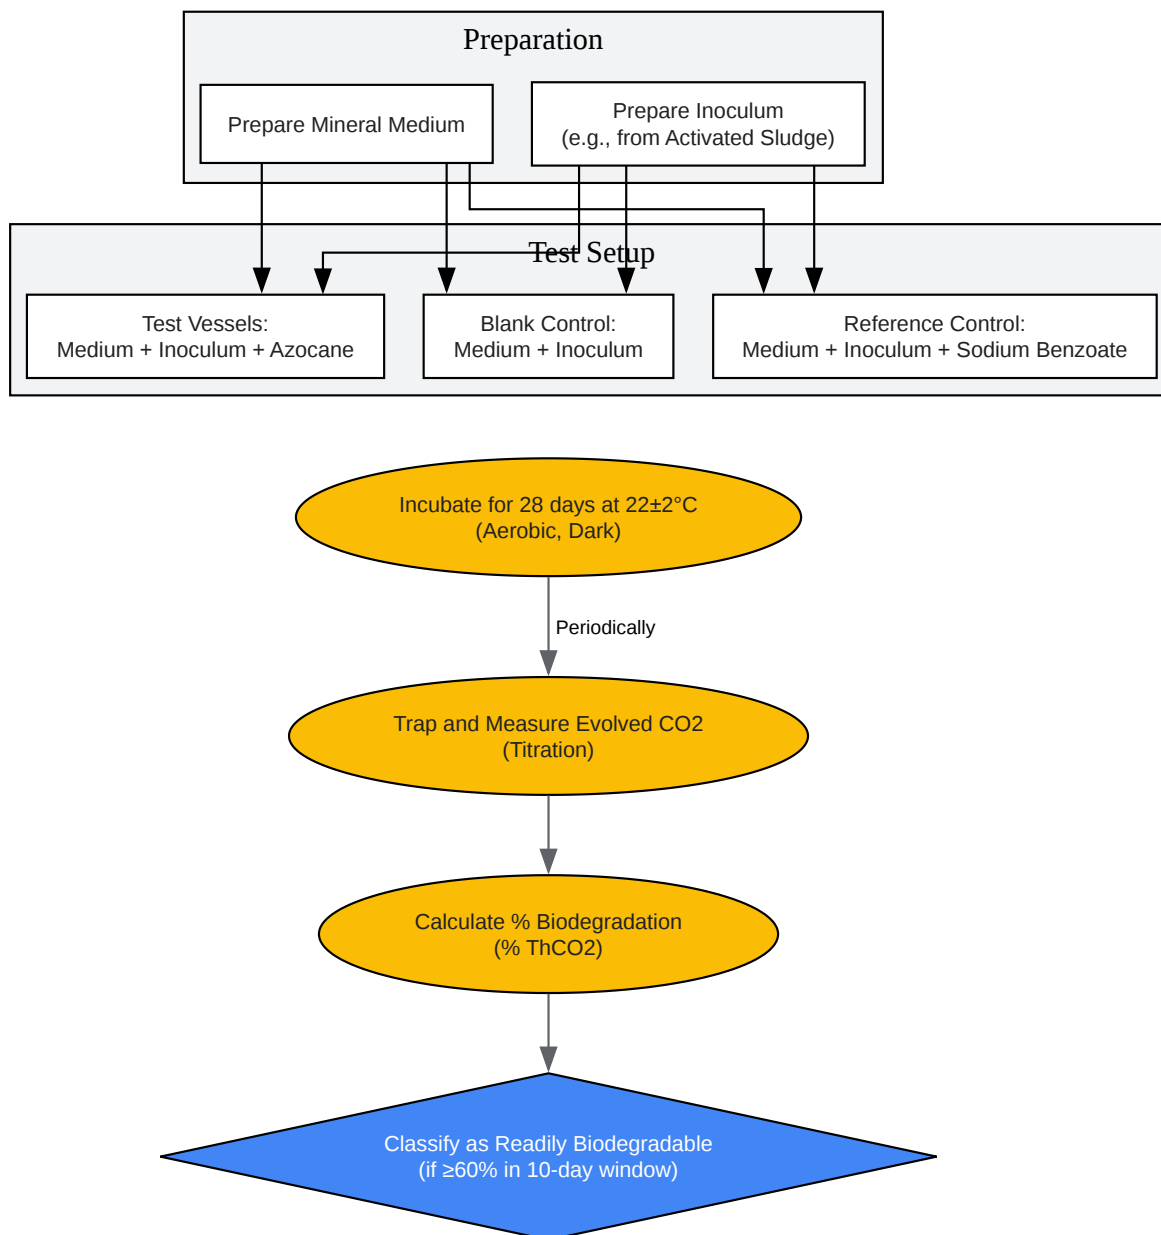 Preparation
Prepare Mineral Medium
Prepare Inoculum
(e.g., from Activated Sludge)
Test Setup
Test Vessels:
Medium + Inoculum + Azocane
Blank Control:
Medium + Inoculum
Reference Control:
Medium + Inoculum + Sodium Benzoate
Incubate for 28 days at 22±2°C
(Aerobic, Dark)
Periodically
Trap and Measure Evolved CO2
(Titration)
Calculate % Biodegradation
(% ThCO2)
Classify as Readily Biodegradable
(if ≥60% in 10-day window)